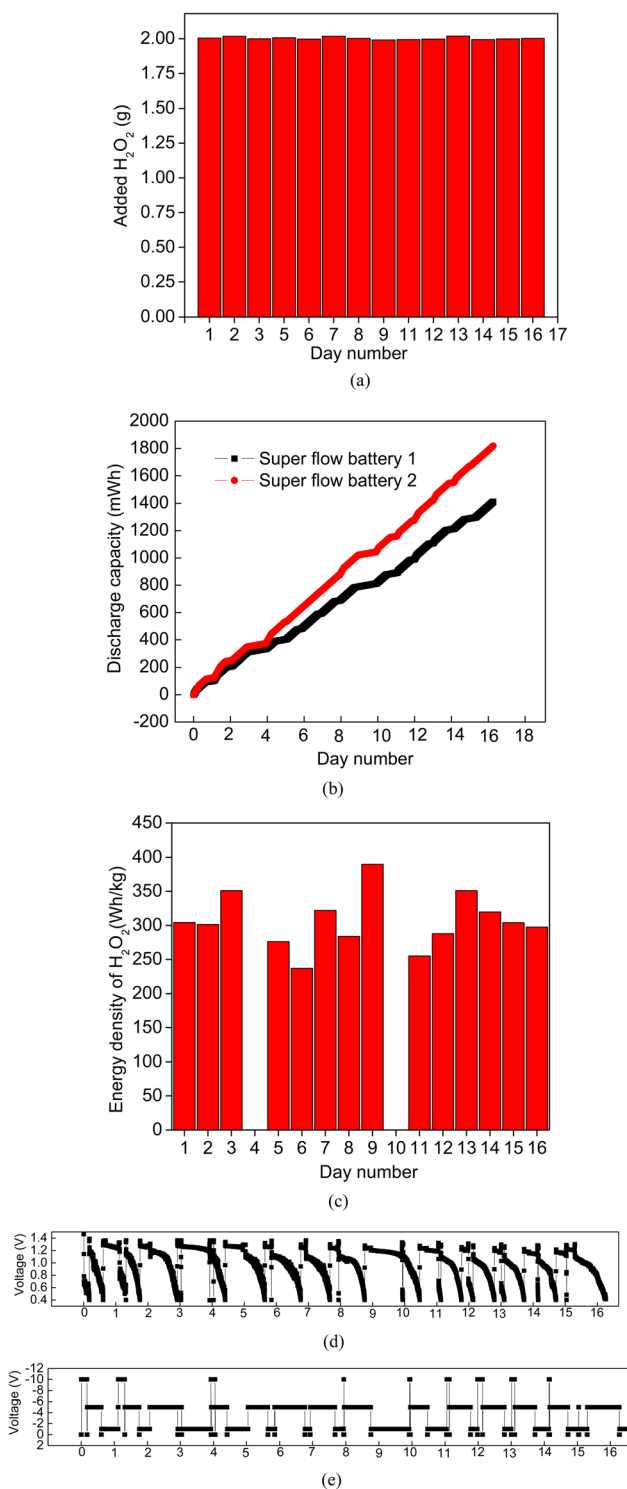 2.00
1.75
1.50
1.25
1.00
0.75
0.50
0.25
0.00
Added H₂O₂ (g)
1 2 3 5 6 7 8 9 11 12 13 14 15 16 17
Day number
(a)
2000
1800
1600
1400
1200
1000
800
600
400
200
0
-200
Discharge capacity (mWh)
Super flow battery 1
Super flow battery 2
0 2 4 6 8 10 12 14 16 18
Day number
(b)
450
400
350
300
250
200
150
100
50
0
Energy density of H₂O₂(Wh/kg)
1 2 3 4 5 6 7 8 9 10 11 12 13 14 15 16
Day number
(c)
Voltage (V)
1.4
1.2
1.0
0.8
0.6
0.4
0 1 2 3 4 5 6 7 8 9 10 11 12 13 14 15 16
(d)
Voltage (V)
-12
-10
-8
-6
-4
-2
0
2
0 1 2 3 4 5 6 7 8 9 10 11 12 13 14 15 16
(e)